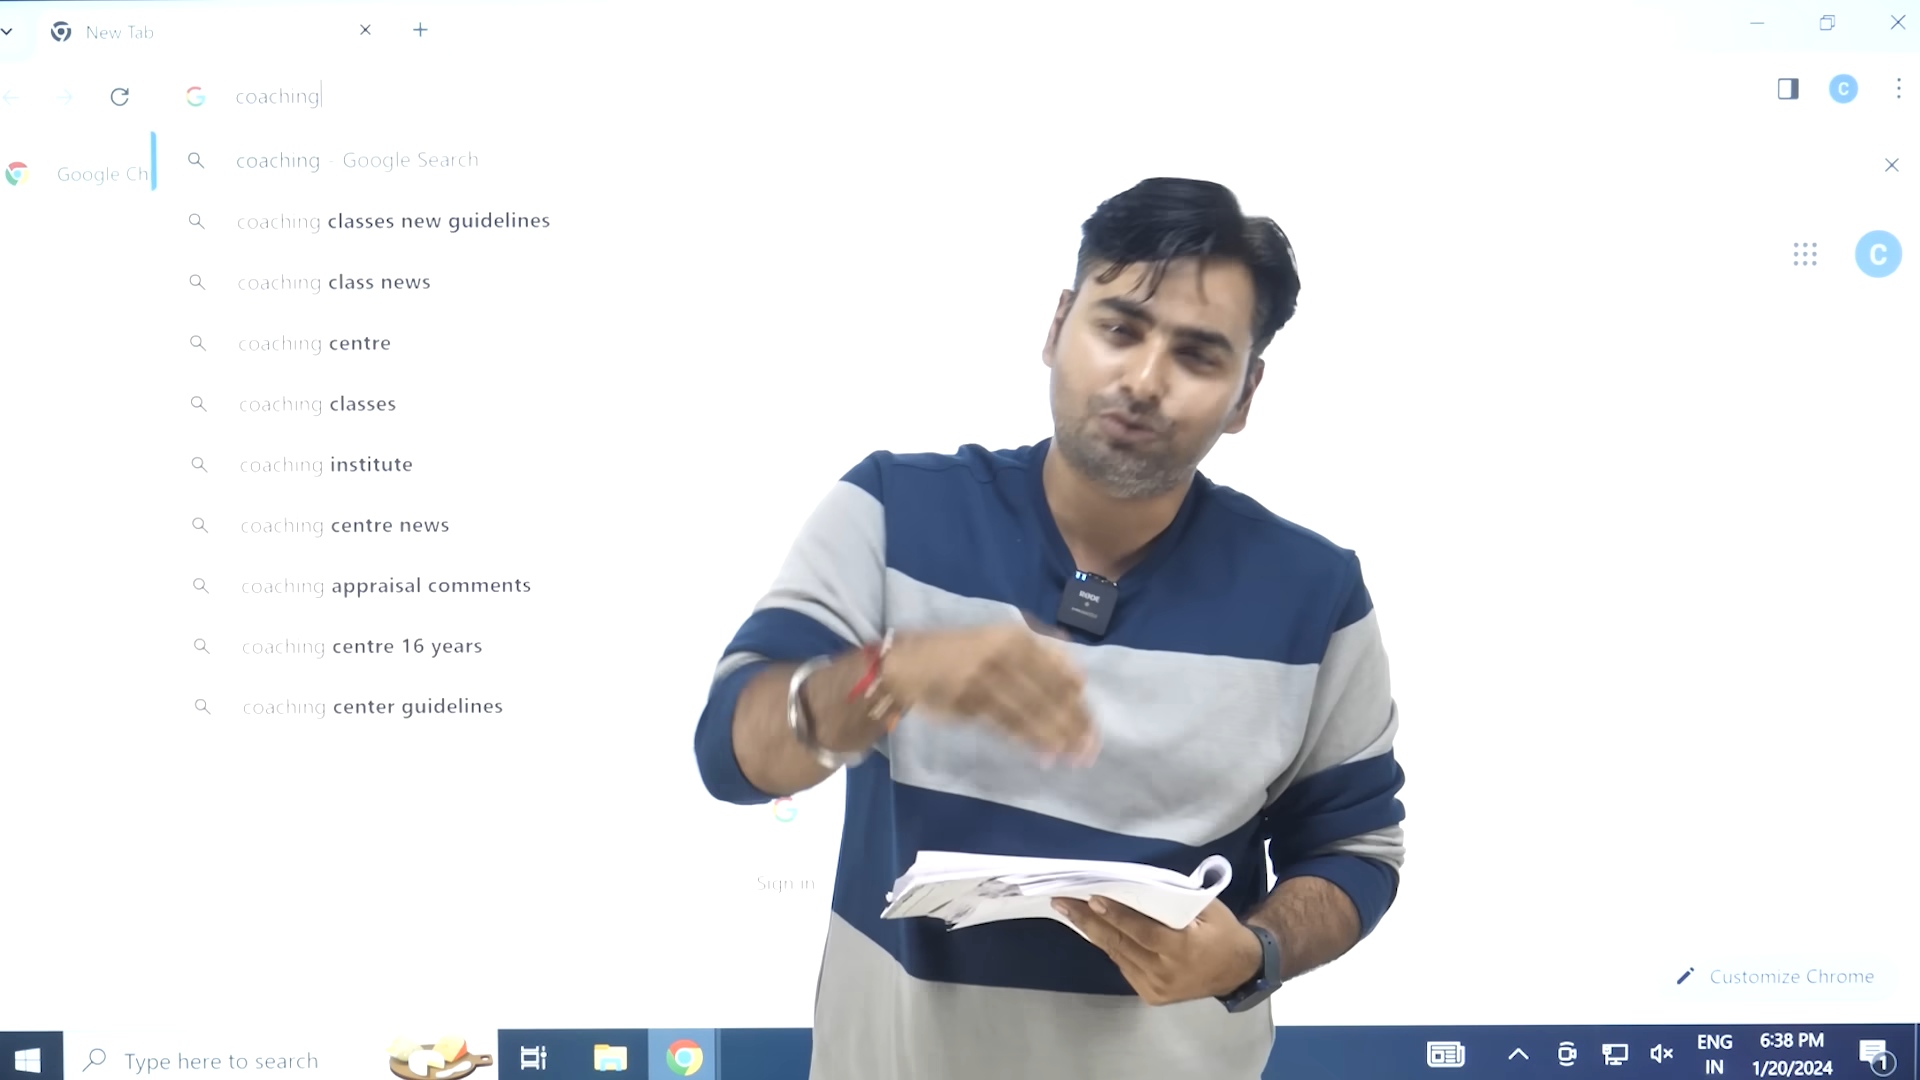 New Tab
coaching
Google Ch
coaching - Google Search
coaching classes new guidelines
coaching class news
coaching centre
coaching classes
coaching institute
coaching centre news
coaching appraisal comments
coaching centre 16 years
coaching center guidelines
C
C
RØDE
Sign in
Customize Chrome
Type here to search
ENG
IN
6:38 PM
1/20/2024
1